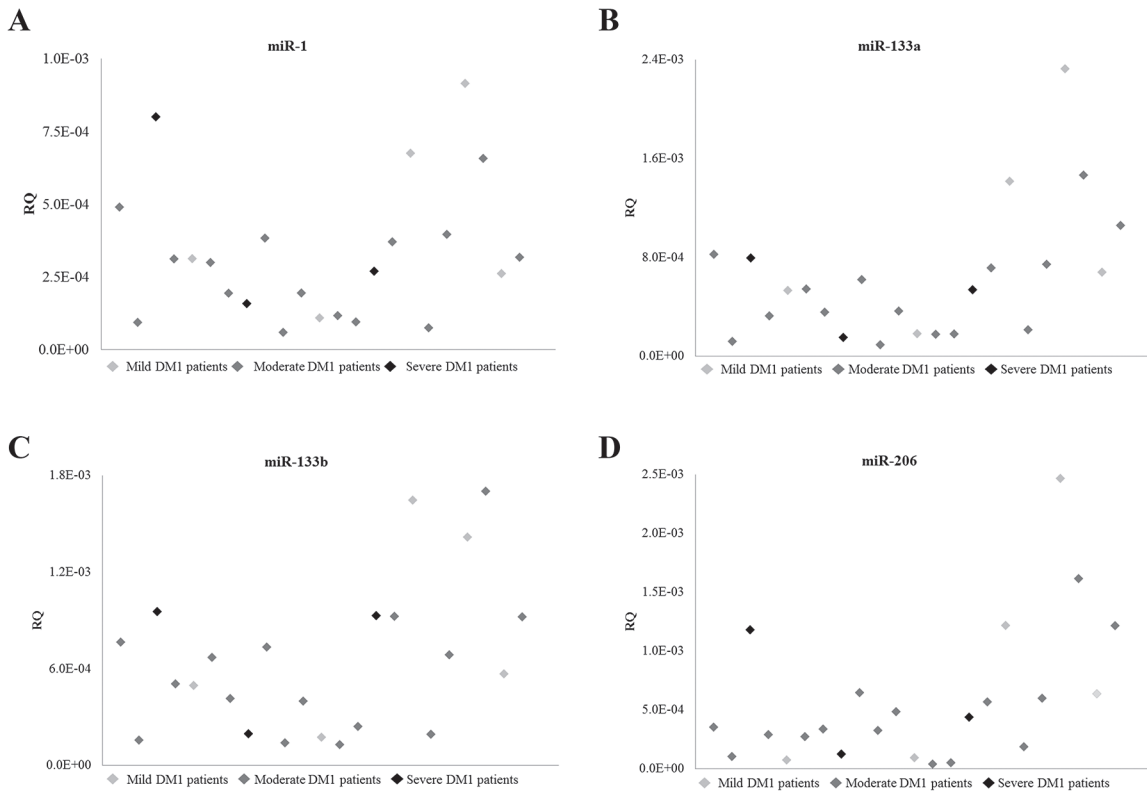 A
miR-1
1.0E-03
7.5E-04
5.0E-04
2.5E-04
0.0E+00
RQ
Mild DM1 patients Moderate DM1 patients Severe DM1 patients
B
miR-133a
2.4E-03
1.6E-03
8.0E-04
0.0E+00
RQ
Mild DM1 patients Moderate DM1 patients Severe DM1 patients
C
miR-133b
1.8E-03
1.2E-03
6.0E-04
0.0E+00
RQ
Mild DM1 patients Moderate DM1 patients Severe DM1 patients
D
miR-206
2.5E-03
2.0E-03
1.5E-03
1.0E-03
5.0E-04
0.0E+00
RQ
Mild DM1 patients Moderate DM1 patients Severe DM1 patients